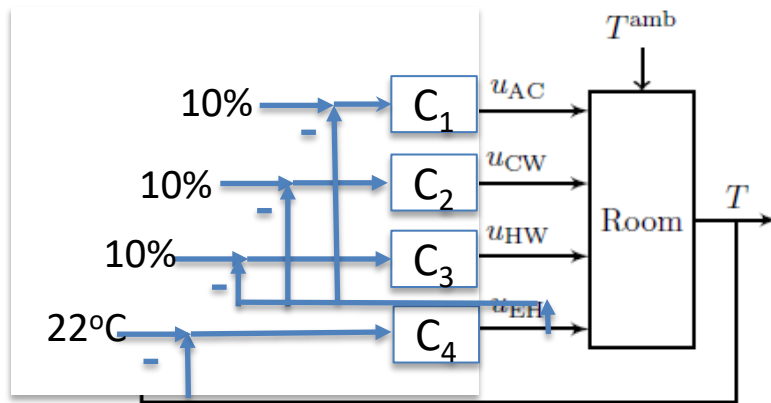 T^amb
10%
-
C₁
u_AC
10%
-
C₂
u_CW
T
Room
10%
-
C₃
u_HW
22°C
-
C₄
u_EH